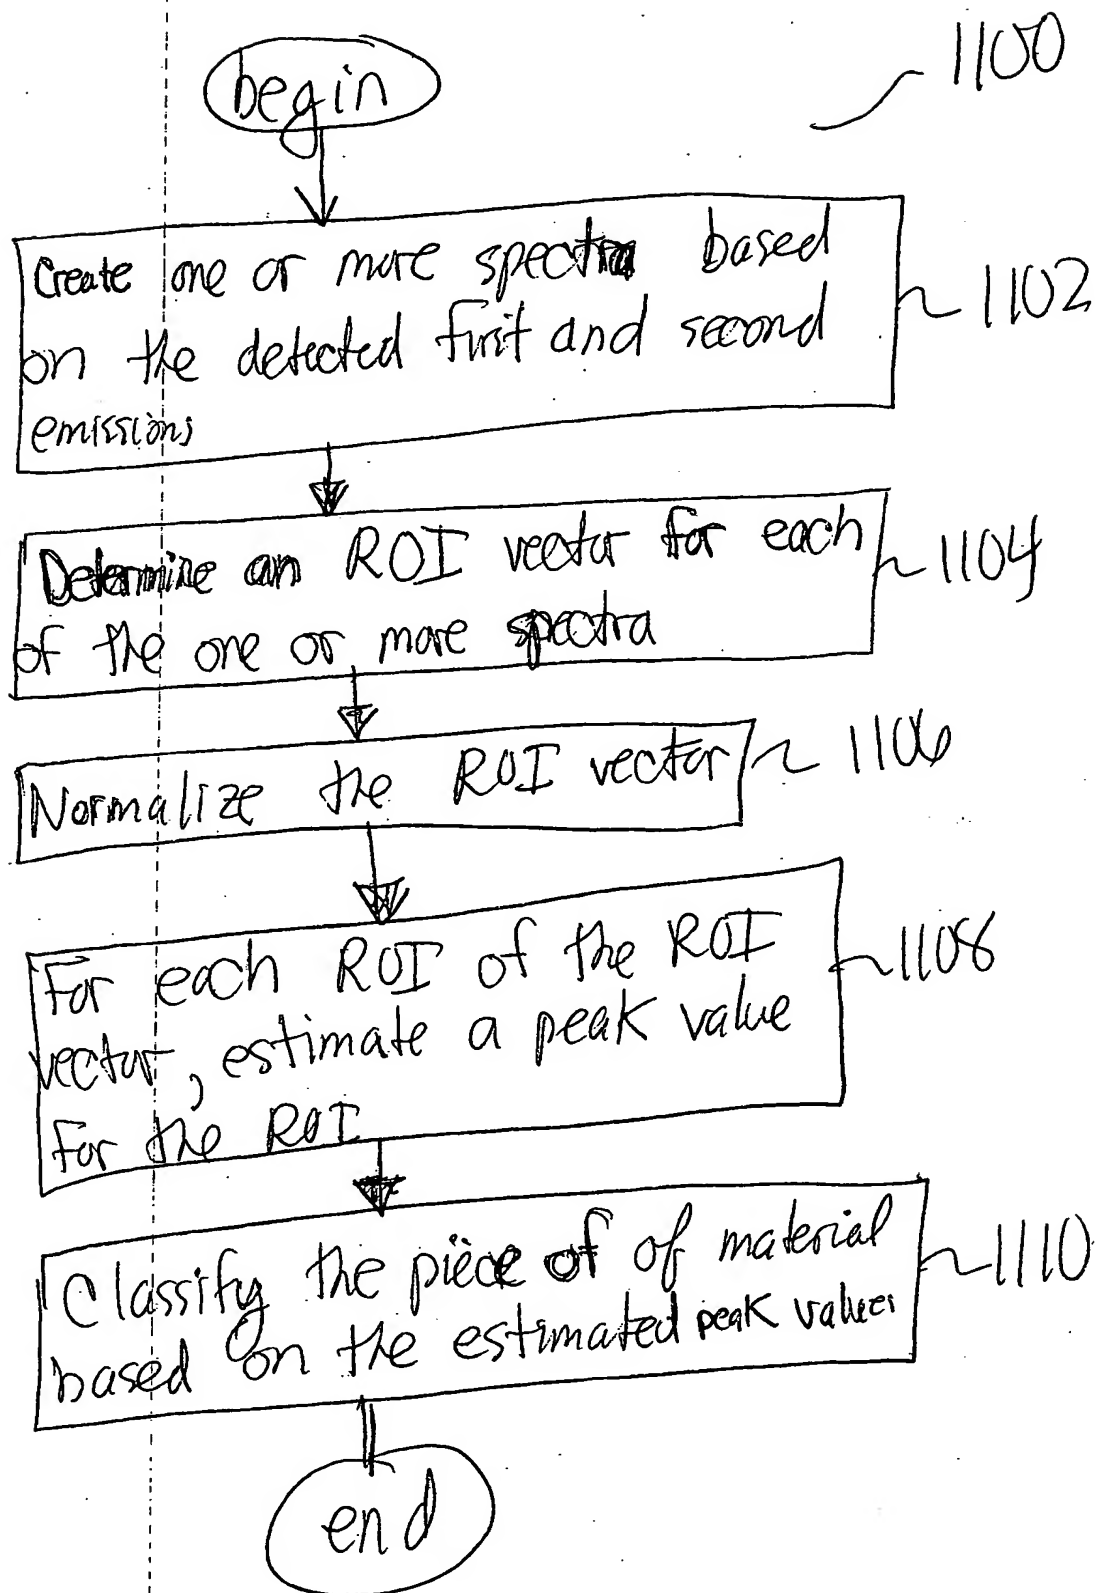 begin
1100
Create one or more spectra based
on the detected first and second
emissions
1102
Determine an ROI vector for each
of the one or more spectra
1104
Normalize the ROI vector
1106
For each ROI of the ROI
vector, estimate a peak value
For the ROI
1108
Classify the piece of of material
based on the estimated peak values
1110
end